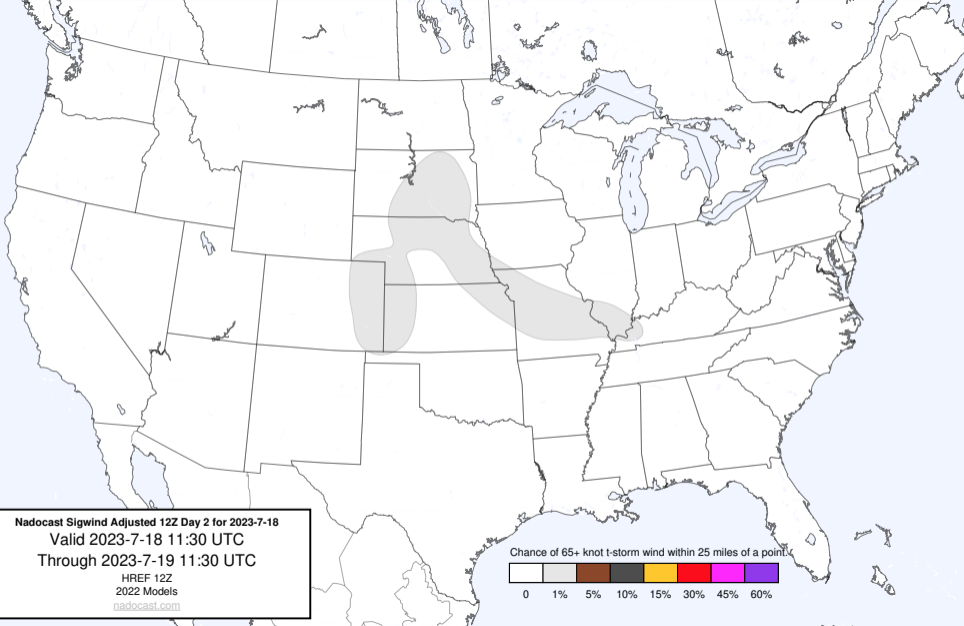 Nadocast Sigwind Adjusted 12Z Day 2 for 2023-7-18
Valid 2023-7-18 11:30 UTC
Through 2023-7-19 11:30 UTC
HREF 12Z
2022 Models
nadocast.com
Chance of 65+ knot t-storm wind within 25 miles of a point.
0 1% 5% 10% 15% 30% 45% 60%